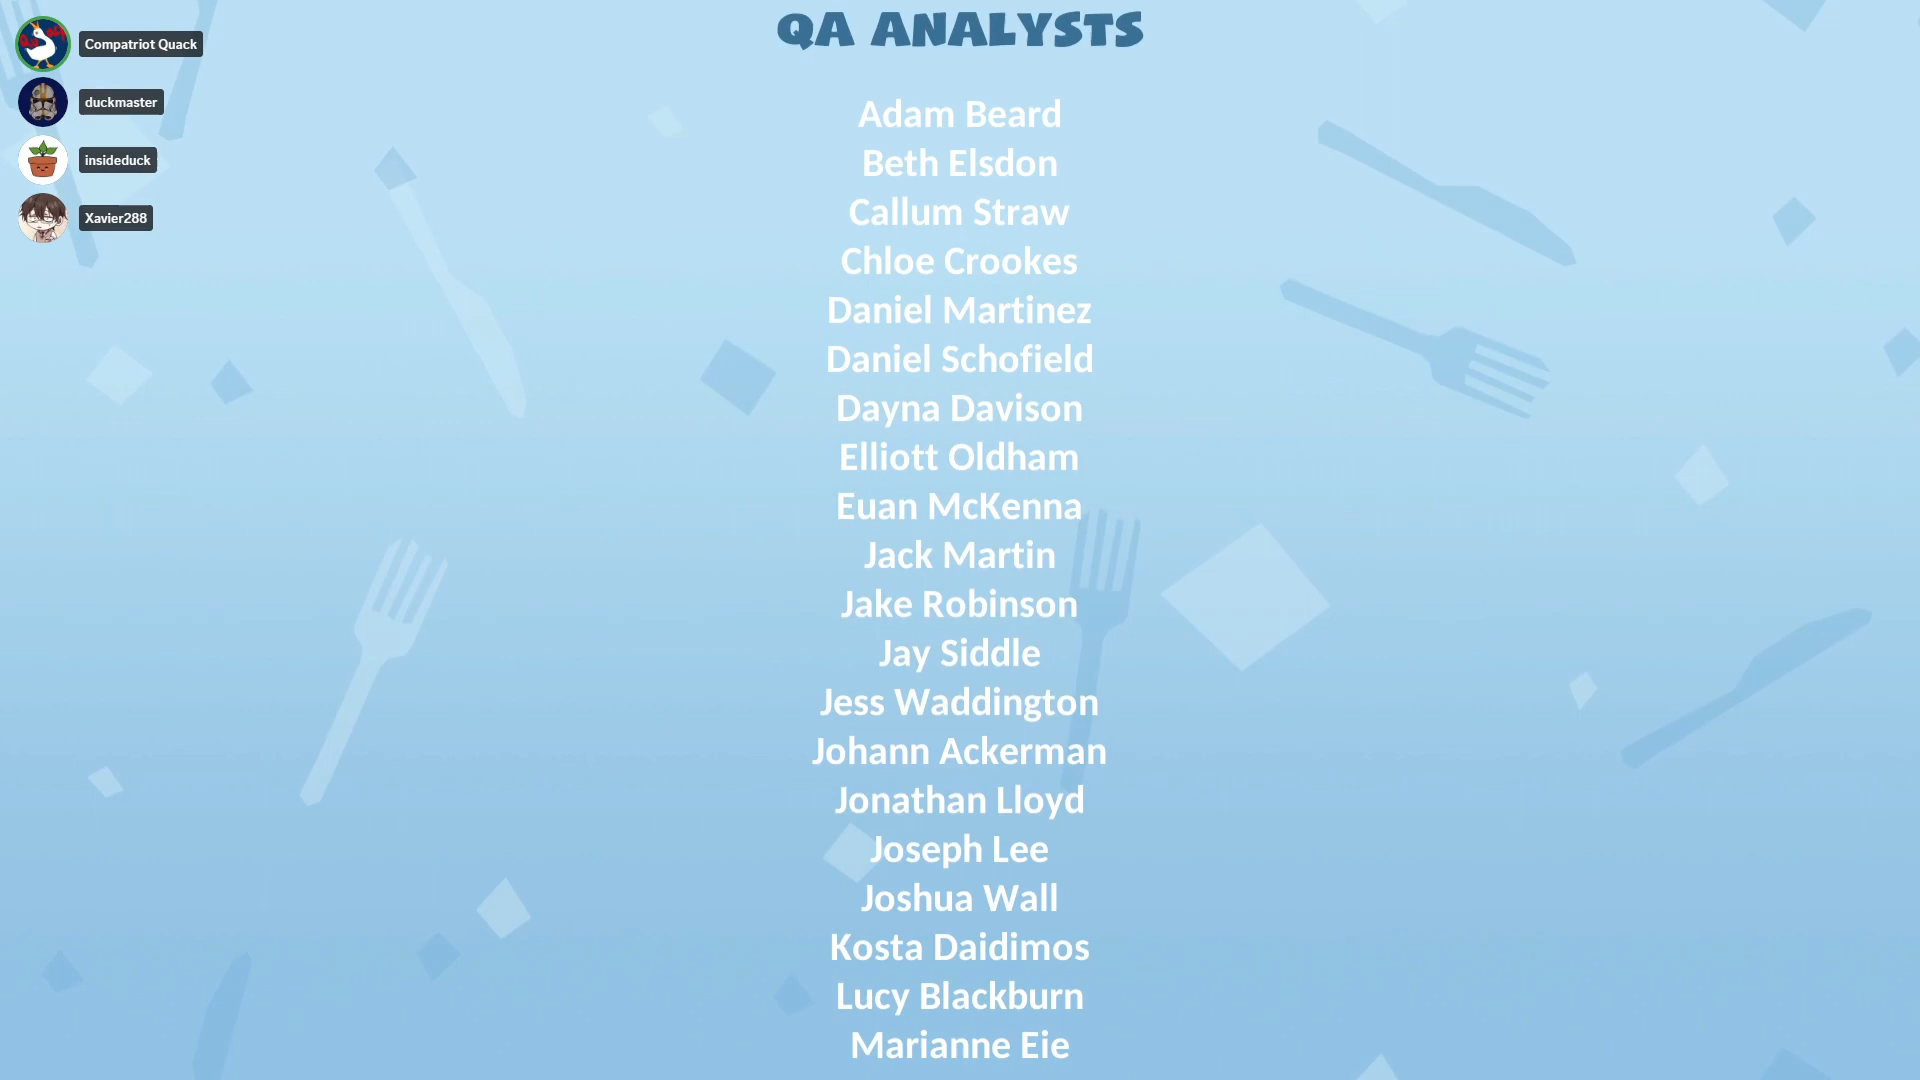 QA ANALYSTS
Compatriot Quack
duckmaster
insideduck
Xavier288
Adam Beard
Beth Elsdon
Callum Straw
Chloe Crookes
Daniel Martinez
Daniel Schofield
Dayna Davison
Elliott Oldham
Euan McKenna
Jack Martin
Jake Robinson
Jay Siddle
Jess Waddington
Johann Ackerman
Jonathan Lloyd
Joseph Lee
Joshua Wall
Kosta Daidimos
Lucy Blackburn
Marianne Eie